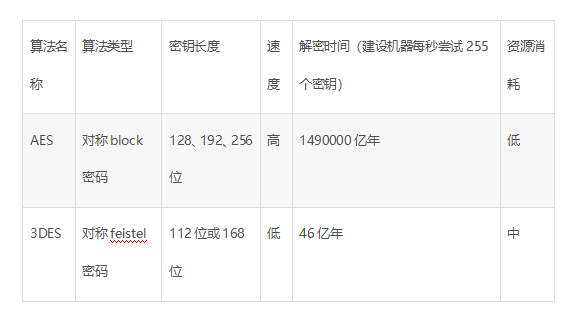 算法名称 算法类型 密钥长度 速度 解密时间（建设机器每秒尝试 255 个密钥） 资源消耗
AES 对称 block 密码 128、192、256 位 高 1490000 亿年 低
3DES 对称 feistel 密码 112 位或 168 位 低 46 亿年 中